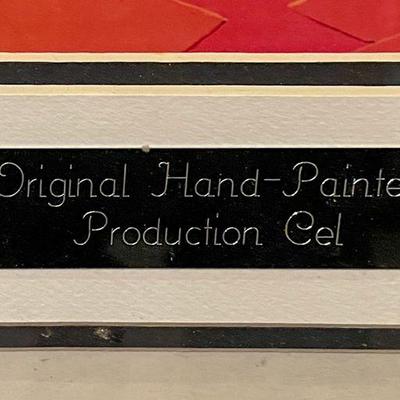 Original Hand-Painte
Production Cel